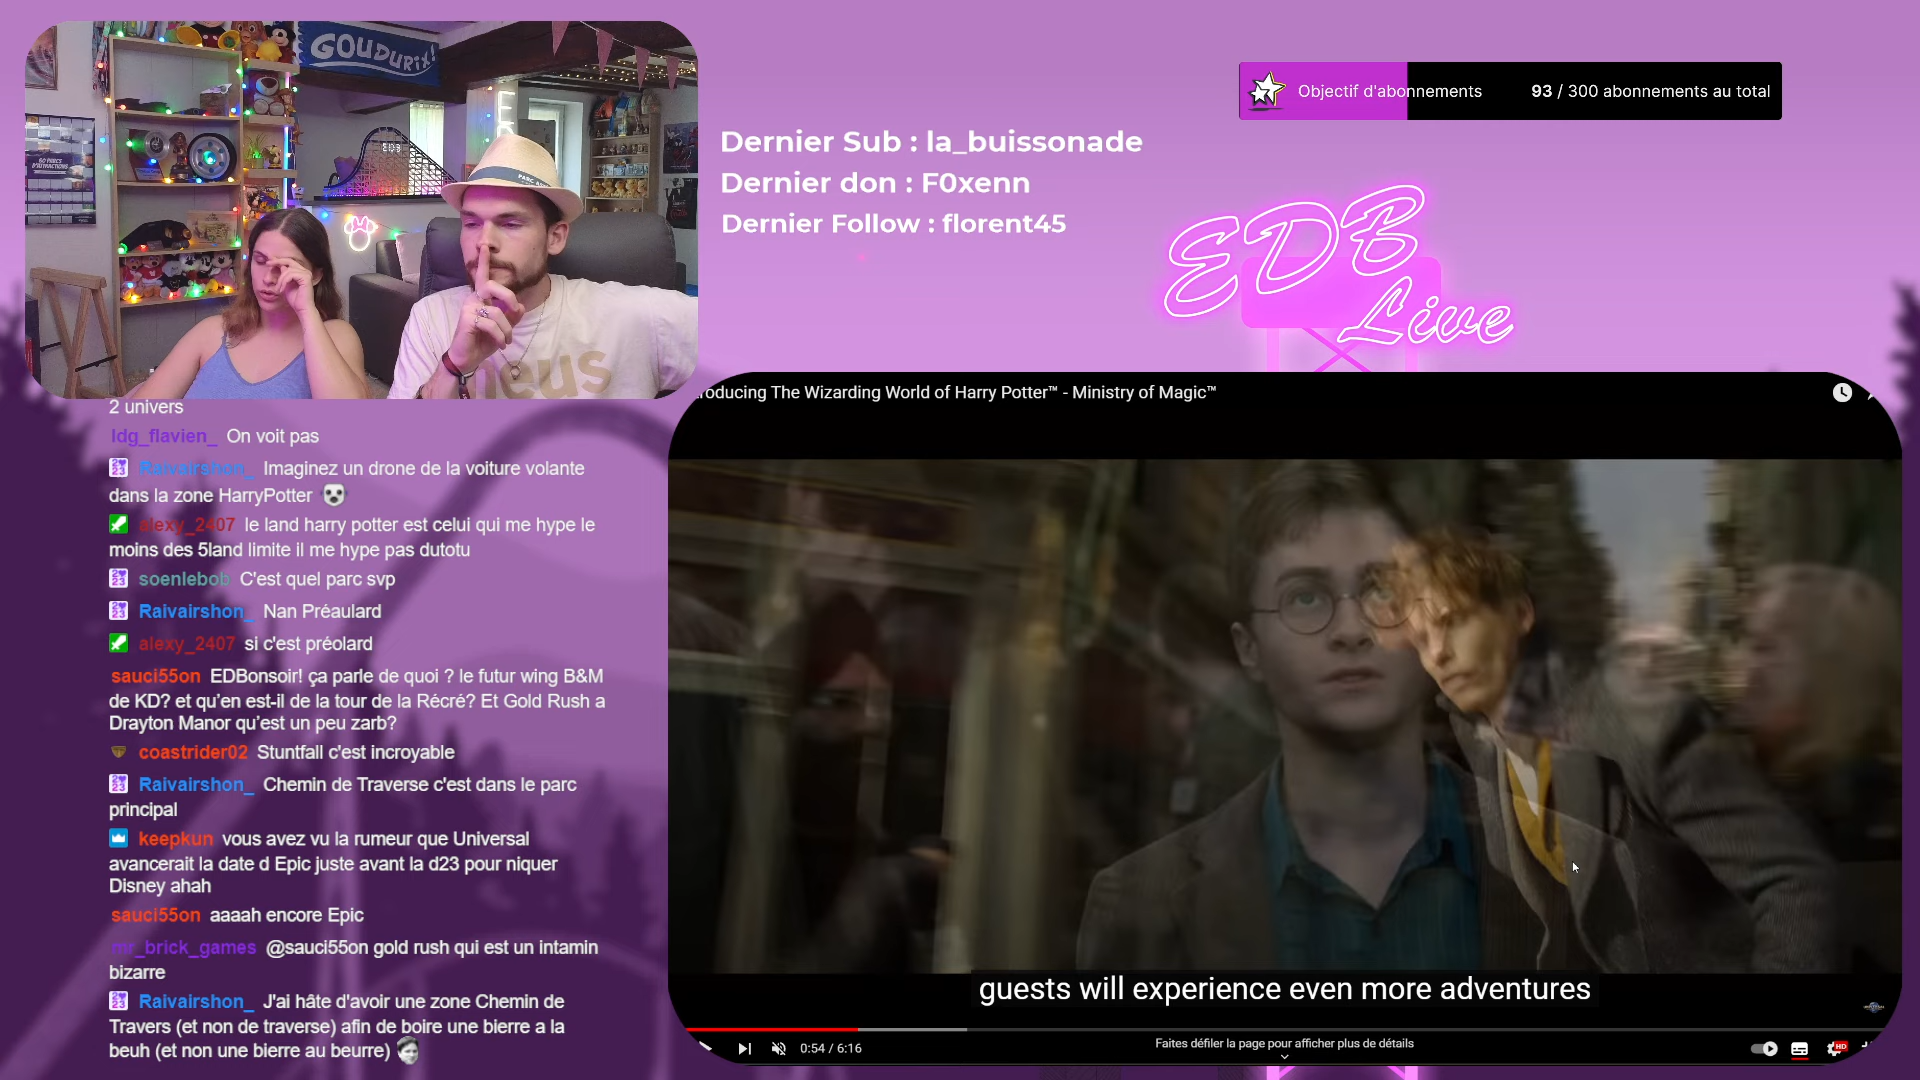 GOUDURIX!
EDB
60 PARCS
D'ATTRACTIONS
neus
Objectif d'abonnements
93 / 300 abonnements au total
Dernier Sub : la_buissonade
Dernier don : F0xenn
Dernier Follow : florent45
EDB
Live
2 univers
ldg_flavien_ On voit pas
Raivairshon_ Imaginez un drone de la voiture volante
dans la zone HarryPotter
alexy_2407 le land harry potter est celui qui me hype le
moins des 5land limite il me hype pas dutotu
soenlebob C'est quel parc svp
Raivairshon_ Nan Préaulard
alexy_2407 si c'est préolard
sauci55on EDBonsoir! ça parle de quoi ? le futur wing B&M
de KD? et qu'en est-il de la tour de la Récré? Et Gold Rush a
Drayton Manor qu'est un peu zarb?
coastrider02 Stuntfall c'est incroyable
Raivairshon_ Chemin de Traverse c'est dans le parc
principal
keepkun vous avez vu la rumeur que Universal
avancerait la date d Epic juste avant la d23 pour niquer
Disney ahah
sauci55on aaaah encore Epic
mr_brick_games @sauci55on gold rush qui est un intamin
bizarre
Raivairshon_ J'ai hâte d'avoir une zone Chemin de
Travers (et non de traverse) afin de boire une bierre a la
beuh (et non une bierre au beurre)
roducing The Wizarding World of Harry Potter™ - Ministry of Magic™
guests will experience even more adventures
0:54 / 6:16
Faites défiler la page pour afficher plus de détails
HD